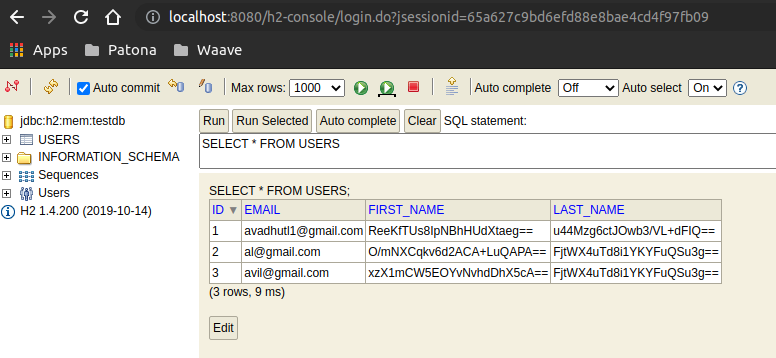 localhost:8080/h2-console/login.do?jsessionid=65a627c9bd6efd88e8bae4cd4f97fb09
Apps Patona Waave
Auto commit Max rows: 1000 Auto complete Off Auto select On ?
jdbc:h2:mem:testdb
USERS
INFORMATION_SCHEMA
Sequences
Users
H2 1.4.200 (2019-10-14)
Run Run Selected Auto complete Clear SQL statement:
SELECT * FROM USERS
SELECT * FROM USERS;
ID EMAIL FIRST_NAME LAST_NAME
1 avadhutl1@gmail.com ReeKfTUs8IpNBhHUdXtaeg== u44Mzg6ctJOwb3/VL+dFIQ==
2 al@gmail.com O/mNXCqkv6d2ACA+LuQAPA== FjtWX4uTd8i1YKYFuQSu3g==
3 avil@gmail.com xzX1mCW5EOYvNvhdDhX5cA== FjtWX4uTd8i1YKYFuQSu3g==
(3 rows, 9 ms)
Edit